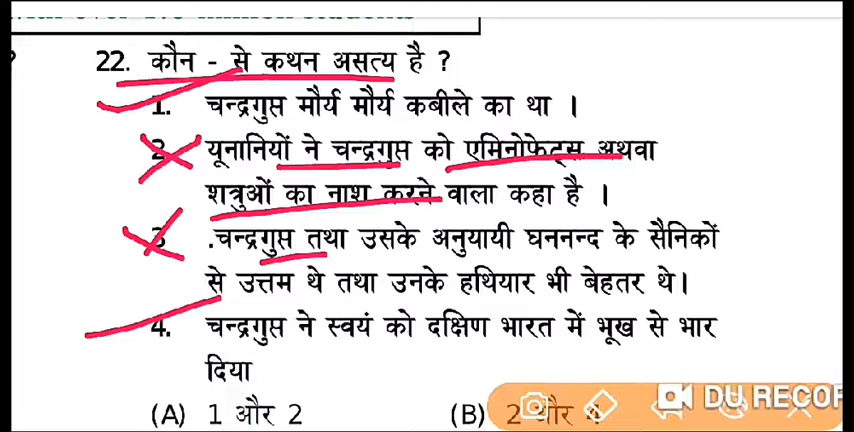 22. कौन - से कथन असत्य है ?
1. चन्द्रगुप्त मौर्य मौर्य कबीले का था ।
2 यूनानियों ने चन्द्रगुप्त को एमिनोफेट्स अथवा
शत्रुओं का नाश करने वाला कहा है ।
3 .चन्द्रगुप्त तथा उसके अनुयायी घननन्द के सैनिकों
से उत्तम थे तथा उनके हथियार भी बेहतर थे।
4. चन्द्रगुप्त ने स्वयं को दक्षिण भारत में भूख से भार
दिया
(A) 1 और 2 (B) 2 और 4
DU RECOR